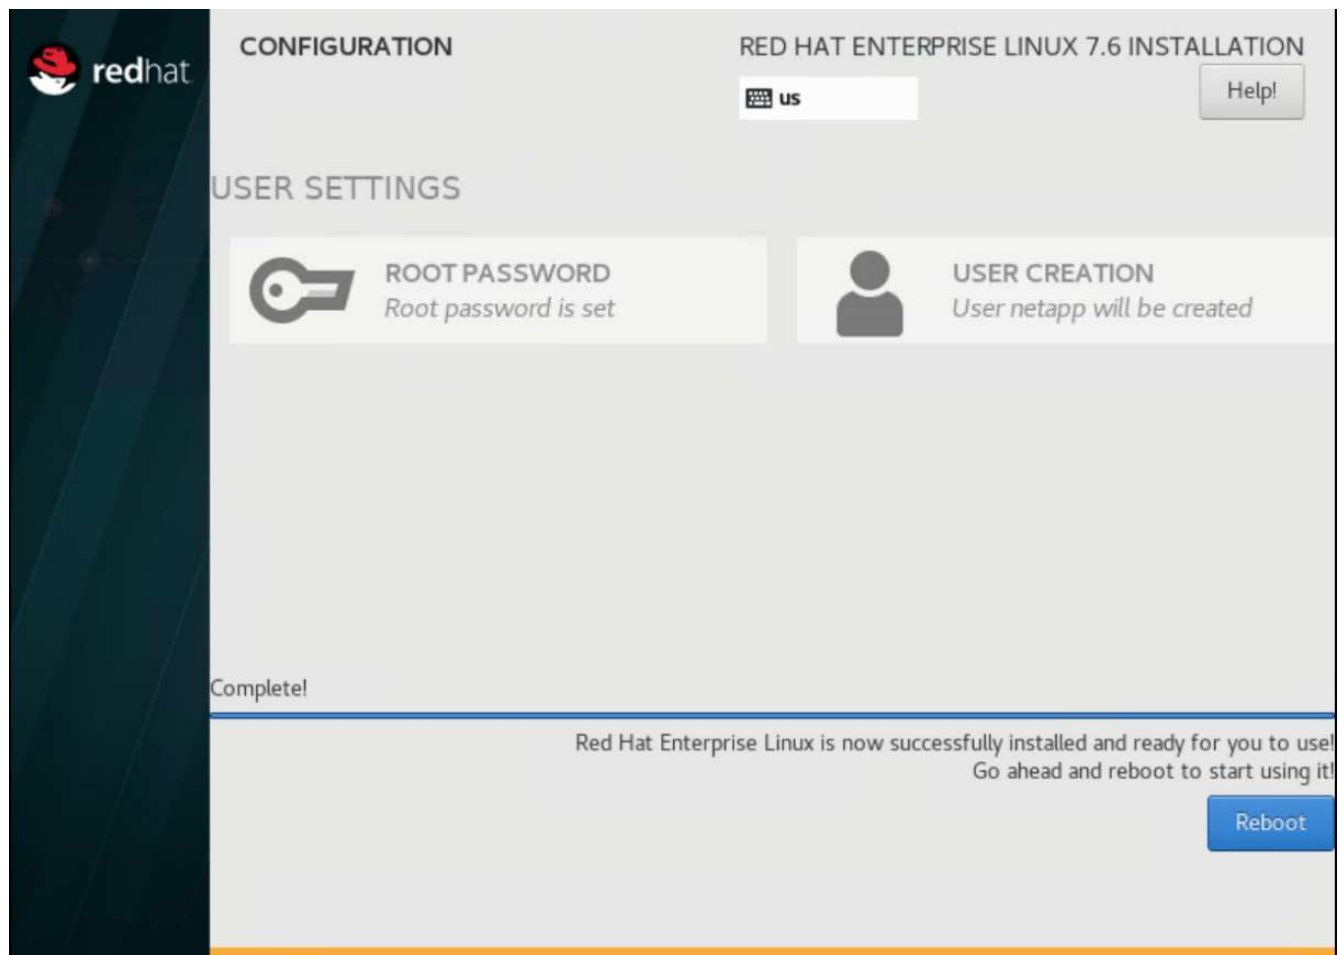 redhat.
CONFIGURATION
RED HAT ENTERPRISE LINUX 7.6 INSTALLATION
us
Help!
USER SETTINGS
ROOT PASSWORD
Root password is set
USER CREATION
User netapp will be created
Complete!
Red Hat Enterprise Linux is now successfully installed and ready for you to use!
Go ahead and reboot to start using it!
Reboot